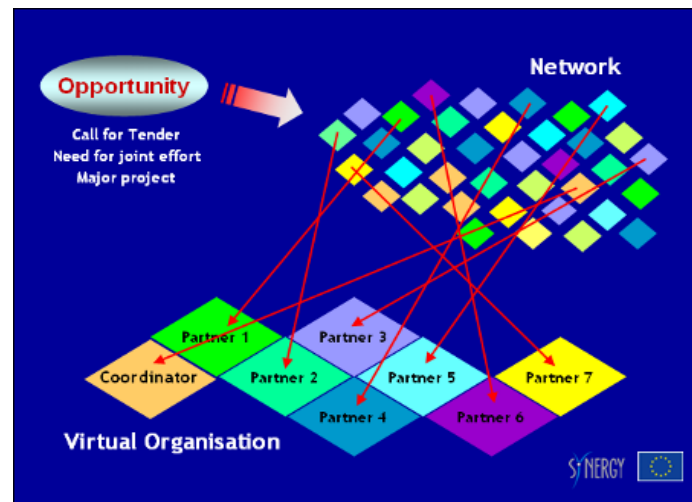 Opportunity
Network
Call for Tender
Need for joint effort
Major project
Partner 1
Partner 3
Coordinator
Partner 2
Partner 5
Partner 7
Partner 4
Partner 6
Virtual Organisation
SYNERGY